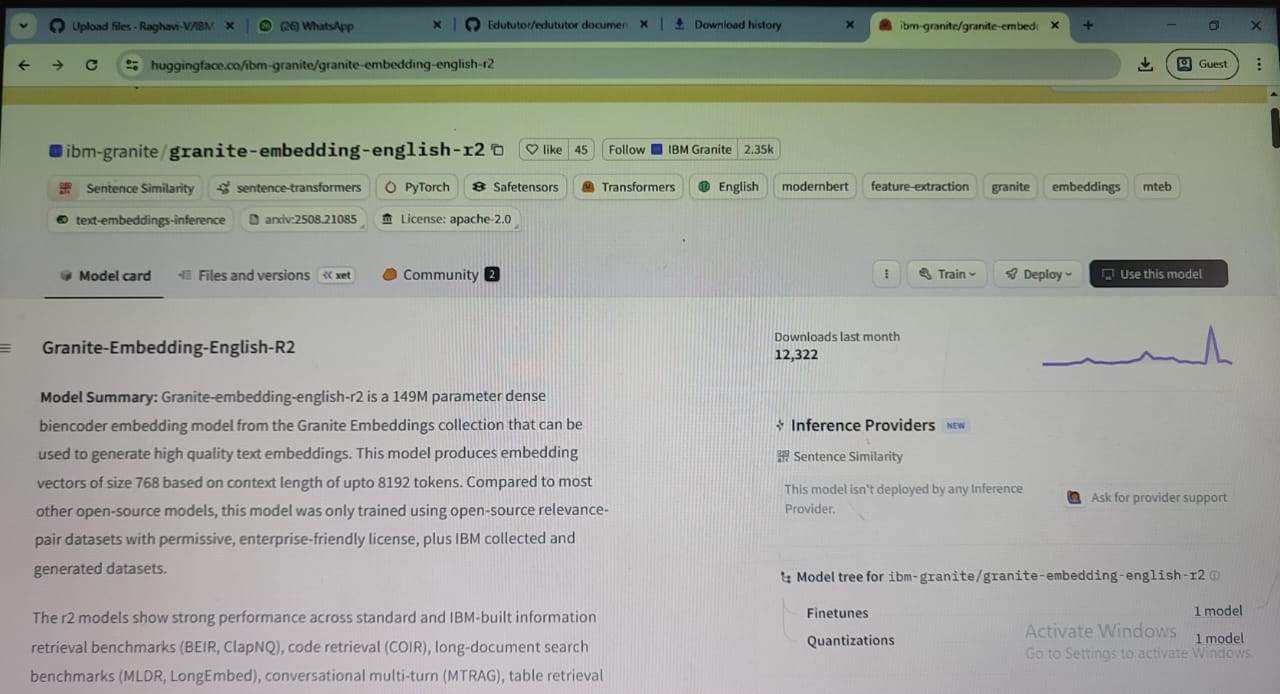 Upload files · Raghavi-V/IBM
(26) WhatsApp
Edututor/edututor documen
Download history
ibm-granite/granite-embedd
huggingface.co/ibm-granite/granite-embedding-english-r2
Guest
ibm-granite/granite-embedding-english-r2
like 45
Follow IBM Granite 2.35k
Sentence Similarity sentence-transformers PyTorch Safetensors Transformers English modernbert feature-extraction granite embeddings mteb
text-embeddings-inference arxiv:2508.21085 License: apache-2.0
Model card Files and versions xet Community 2
Train Deploy Use this model
Granite-Embedding-English-R2
Model Summary: Granite-embedding-english-r2 is a 149M parameter dense
biencoder embedding model from the Granite Embeddings collection that can be
used to generate high quality text embeddings. This model produces embedding
vectors of size 768 based on context length of upto 8192 tokens. Compared to most
other open-source models, this model was only trained using open-source relevance-
pair datasets with permissive, enterprise-friendly license, plus IBM collected and
generated datasets.
The r2 models show strong performance across standard and IBM-built information
retrieval benchmarks (BEIR, ClapNQ), code retrieval (COIR), long-document search
benchmarks (MLDR, LongEmbed), conversational multi-turn (MTRAG), table retrieval
Downloads last month
12,322
Inference Providers NEW
Sentence Similarity
This model isn't deployed by any Inference
Provider.
Ask for provider support
Model tree for ibm-granite/granite-embedding-english-r2
Finetunes 1 model
Quantizations 1 model
Activate Windows
Go to Settings to activate Windows.